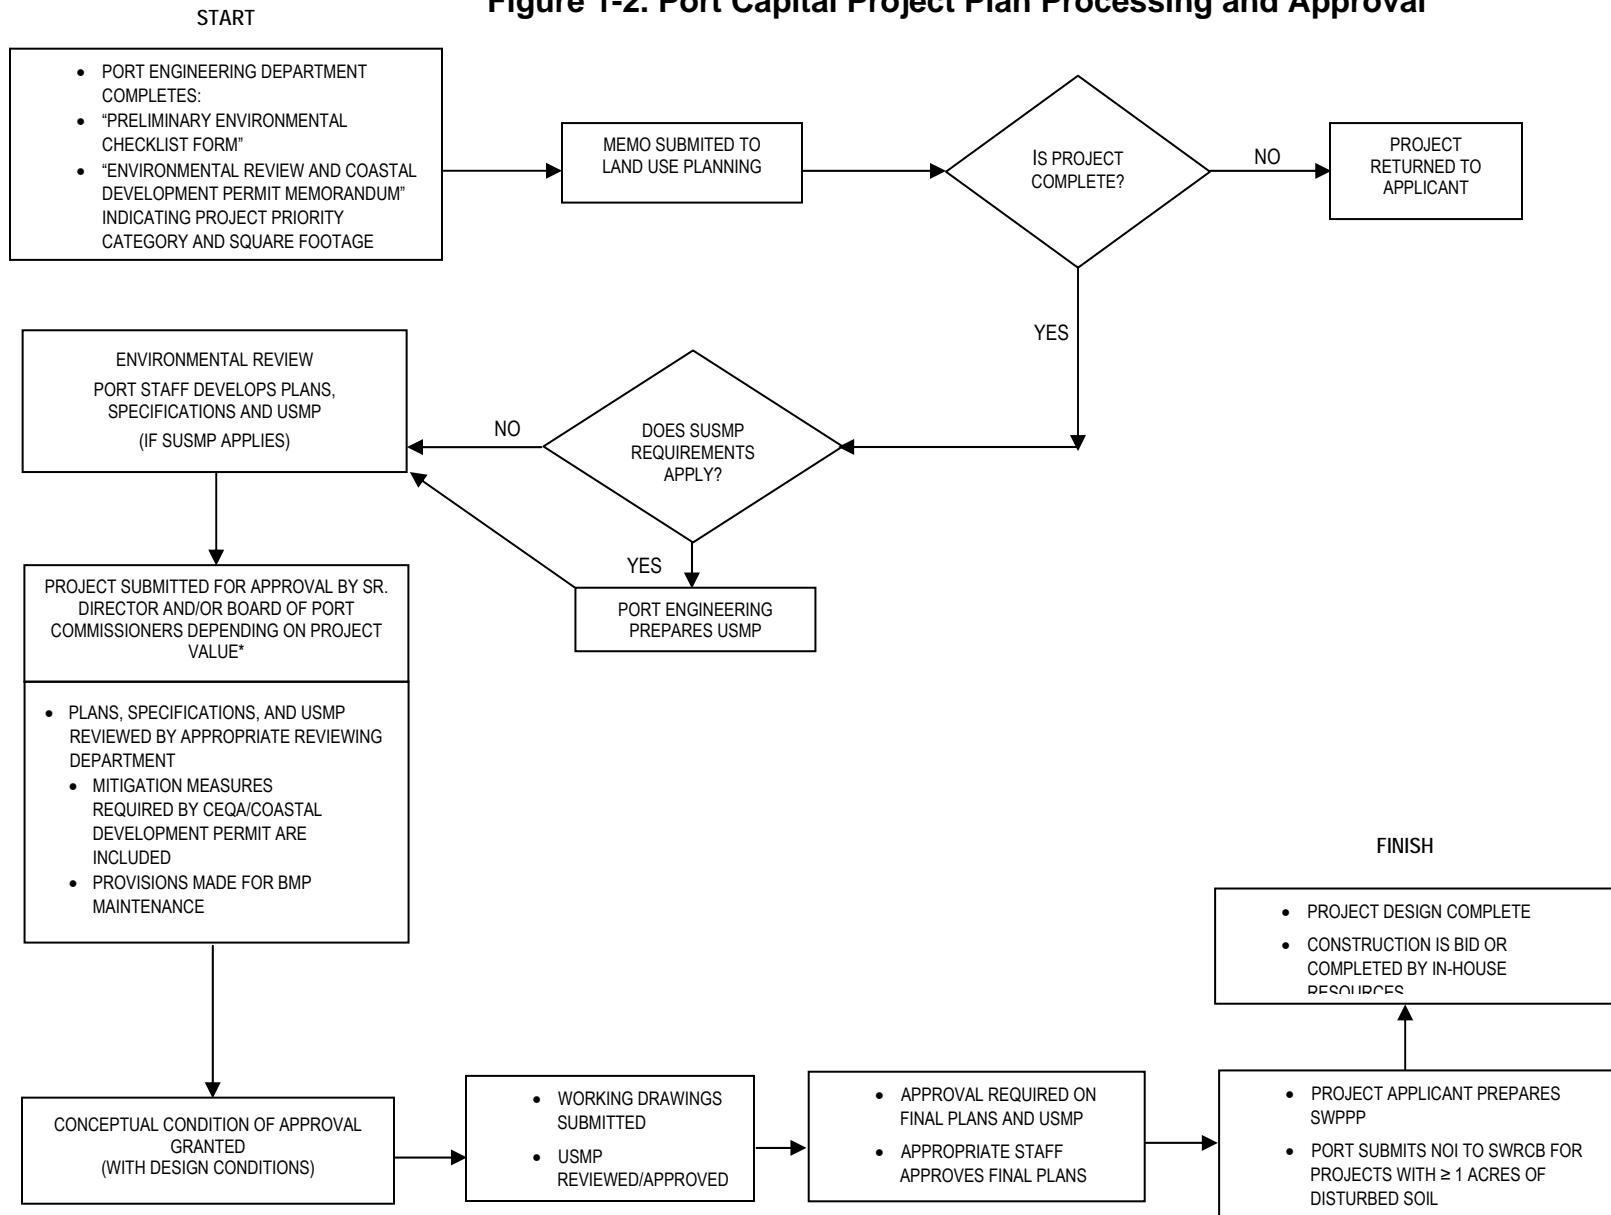 Figure 1-2. Port Capital Project Plan Processing and Approval
START
• PORT ENGINEERING DEPARTMENT
COMPLETES:
• “PRELIMINARY ENVIRONMENTAL
CHECKLIST FORM”
• “ENVIRONMENTAL REVIEW AND COASTAL
DEVELOPMENT PERMIT MEMORANDUM”
INDICATING PROJECT PRIORITY
CATEGORY AND SQUARE FOOTAGE
MEMO SUBMITED TO
LAND USE PLANNING
IS PROJECT
COMPLETE?
NO
PROJECT
RETURNED TO
APPLICANT
YES
DOES SUSMP
REQUIREMENTS
APPLY?
NO
YES
PORT ENGINEERING
PREPARES USMP
ENVIRONMENTAL REVIEW
PORT STAFF DEVELOPS PLANS,
SPECIFICATIONS AND USMP
(IF SUSMP APPLIES)
PROJECT SUBMITTED FOR APPROVAL BY SR.
DIRECTOR AND/OR BOARD OF PORT
COMMISSIONERS DEPENDING ON PROJECT
VALUE*
• PLANS, SPECIFICATIONS, AND USMP
REVIEWED BY APPROPRIATE REVIEWING
DEPARTMENT
• MITIGATION MEASURES
REQUIRED BY CEQA/COASTAL
DEVELOPMENT PERMIT ARE
INCLUDED
• PROVISIONS MADE FOR BMP
MAINTENANCE
CONCEPTUAL CONDITION OF APPROVAL
GRANTED
(WITH DESIGN CONDITIONS)
• WORKING DRAWINGS
SUBMITTED
• USMP
REVIEWED/APPROVED
• APPROVAL REQUIRED ON
FINAL PLANS AND USMP
• APPROPRIATE STAFF
APPROVES FINAL PLANS
• PROJECT APPLICANT PREPARES
SWPPP
• PORT SUBMITS NOI TO SWRCB FOR
PROJECTS WITH ≥ 1 ACRES OF
DISTURBED SOIL
FINISH
• PROJECT DESIGN COMPLETE
• CONSTRUCTION IS BID OR
COMPLETED BY IN-HOUSE
RESOURCES